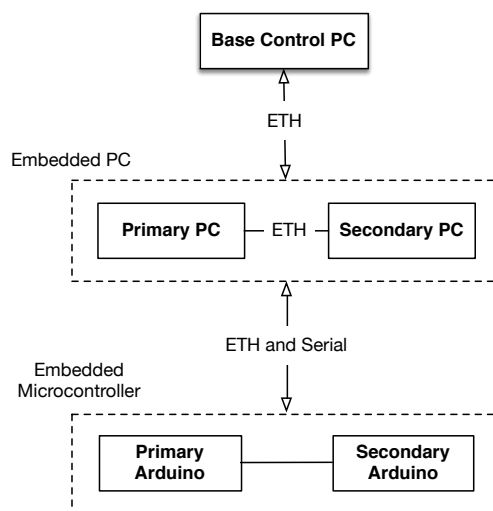 Base Control PC
ETH
Embedded PC
Primary PC
ETH
Secondary PC
ETH and Serial
Embedded
Microcontroller
Primary
Arduino
Secondary
Arduino